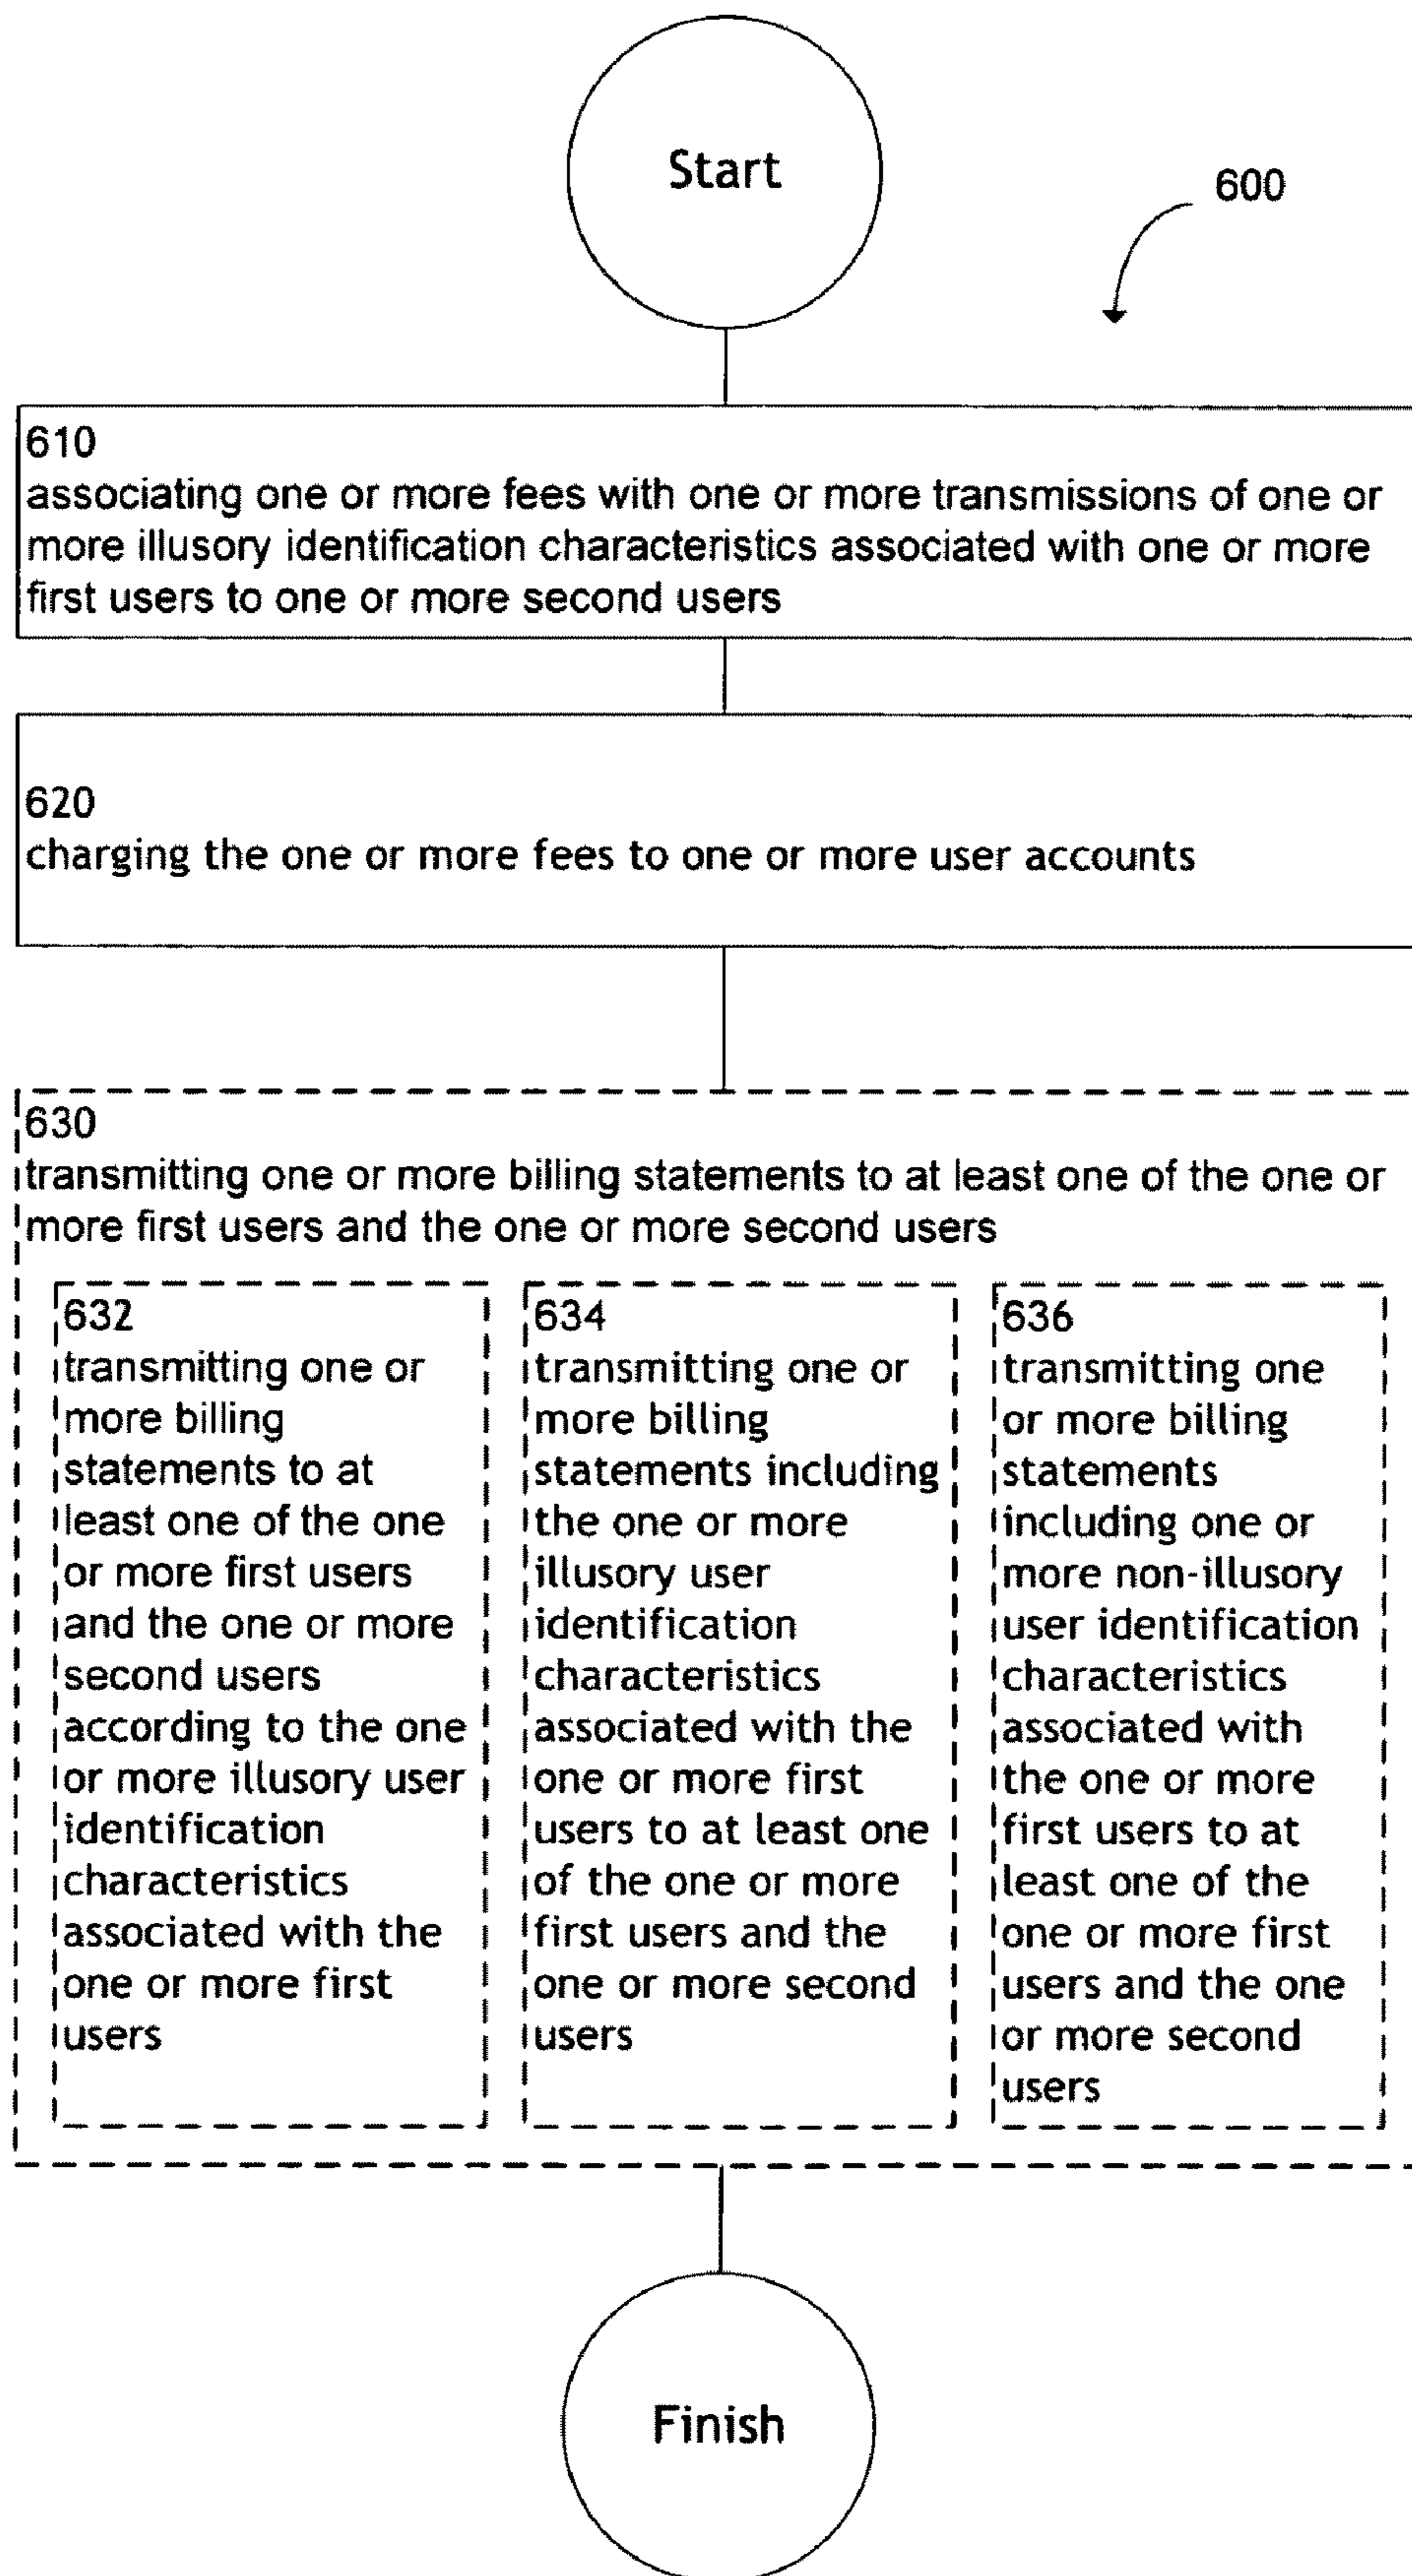 Start
600
610
associating one or more fees with one or more transmissions of one or
more illusory identification characteristics associated with one or more
first users to one or more second users
620
charging the one or more fees to one or more user accounts
630
transmitting one or more billing statements to at least one of the one or
more first users and the one or more second users
632
transmitting one or
more billing
statements to at
least one of the one
or more first users
and the one or more
second users
according to the one
or more illusory user
identification
characteristics
associated with the
one or more first
users
634
transmitting one or
more billing
statements including
the one or more
illusory user
identification
characteristics
associated with the
one or more first
users to at least one
of the one or more
first users and the
one or more second
users
636
transmitting one
or more billing
statements
including one or
more non-illusory
user identification
characteristics
associated with
the one or more
first users to at
least one of the
one or more first
users and the one
or more second
users
Finish